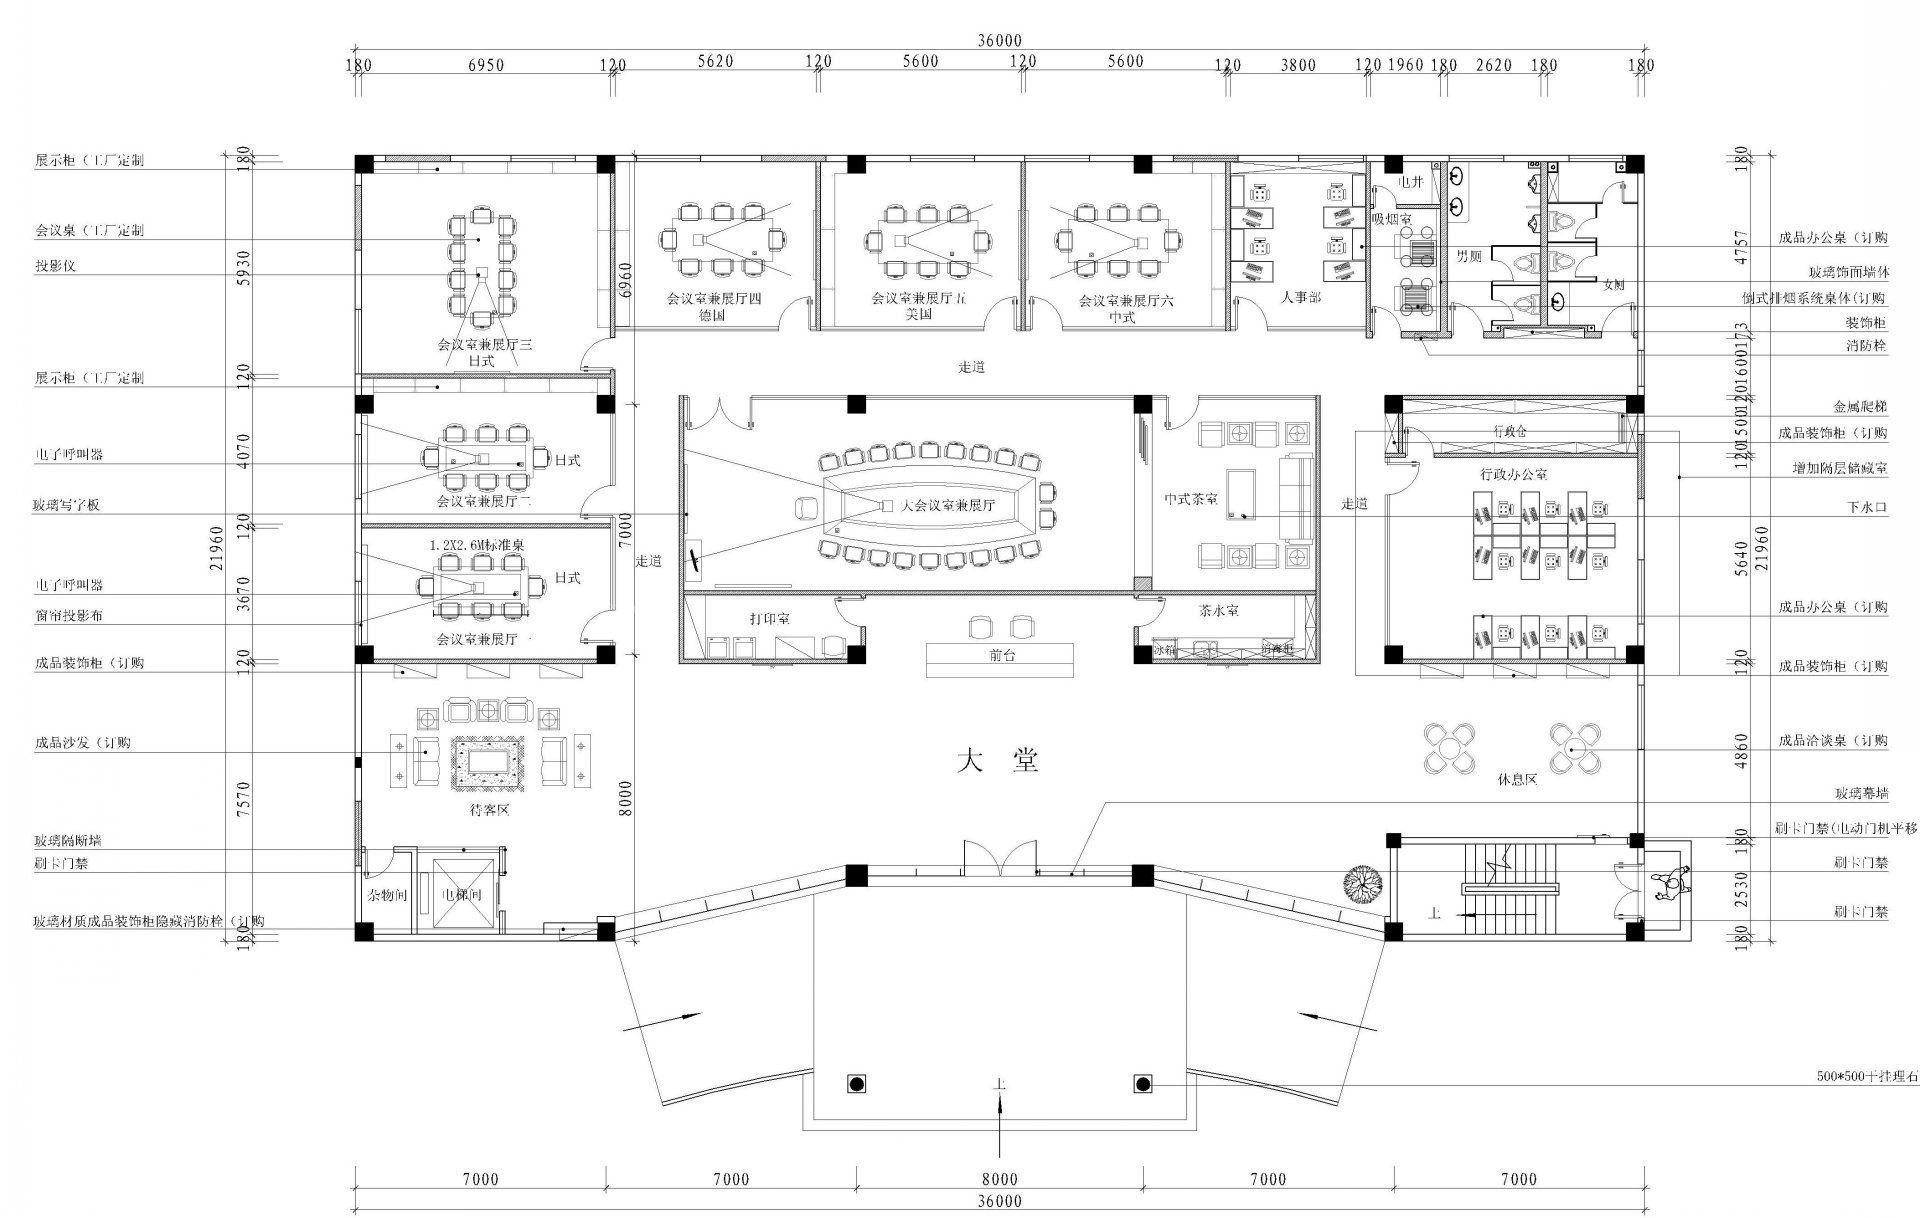 36000
180 6950 120 5620 120 5600 120 5600 120 3800 120 1960 180 2620 180 180
展示柜（工厂定制
会议桌（工厂定制
投影仪
展示柜（工厂定制
电子呼叫器
玻璃写字板
电子呼叫器
窗帘投影布
成品装饰柜（订购
成品沙发（订购
玻璃隔断墙
刷卡门禁
玻璃材质成品装饰柜隐藏消防栓（订购
21960
180
5930
120
4070
120
3670
120
7570
180
6960
7000
8000
会议室兼展厅三
日式
会议室兼展厅四
德国
会议室兼展厅五
美国
会议室兼展厅六
中式
人事部
电井
吸烟室
男厕
女厕
走道
日式
会议室兼展厅二
1.2X2.6M标准桌
日式
会议室兼展厅一
走道
大会议室兼展厅
中式茶室
走道
行政仓
行政办公室
打印室
前台
茶水室
冰箱
消毒柜
大 堂
待客区
休息区
杂物间
电梯间
上
上
180
4757
173
1600
120
1500
120
5640
120
4860
180
2530
180
21960
成品办公桌（订购
玻璃饰面墙体
倒式排烟系统桌体(订购
装饰柜
消防栓
金属爬梯
成品装饰柜（订购
增加隔层储藏室
下水口
成品办公桌（订购
成品装饰柜（订购
成品洽谈桌（订购
玻璃幕墙
刷卡门禁(电动门机平移
刷卡门禁
刷卡门禁
500*500干挂理石
7000 7000 8000 7000 7000
36000